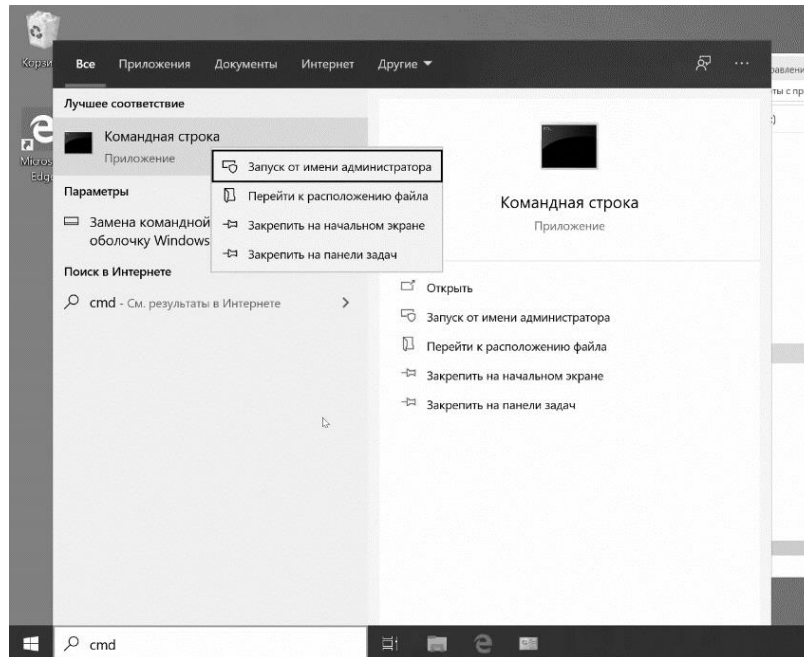 Корзи
Все Приложения Документы Интернет Другие
Лучшее соответствие
Командная строка
Приложение
Micros
Edge
Запуск от имени администратора
Перейти к расположению файла
Закрепить на начальном экране
Закрепить на панели задач
Параметры
Замена командной
оболочку Windows
Поиск в Интернете
cmd - См. результаты в Интернете
Командная строка
Приложение
Открыть
Запуск от имени администратора
Перейти к расположению файла
Закрепить на начальном экране
Закрепить на панели задач
cmd